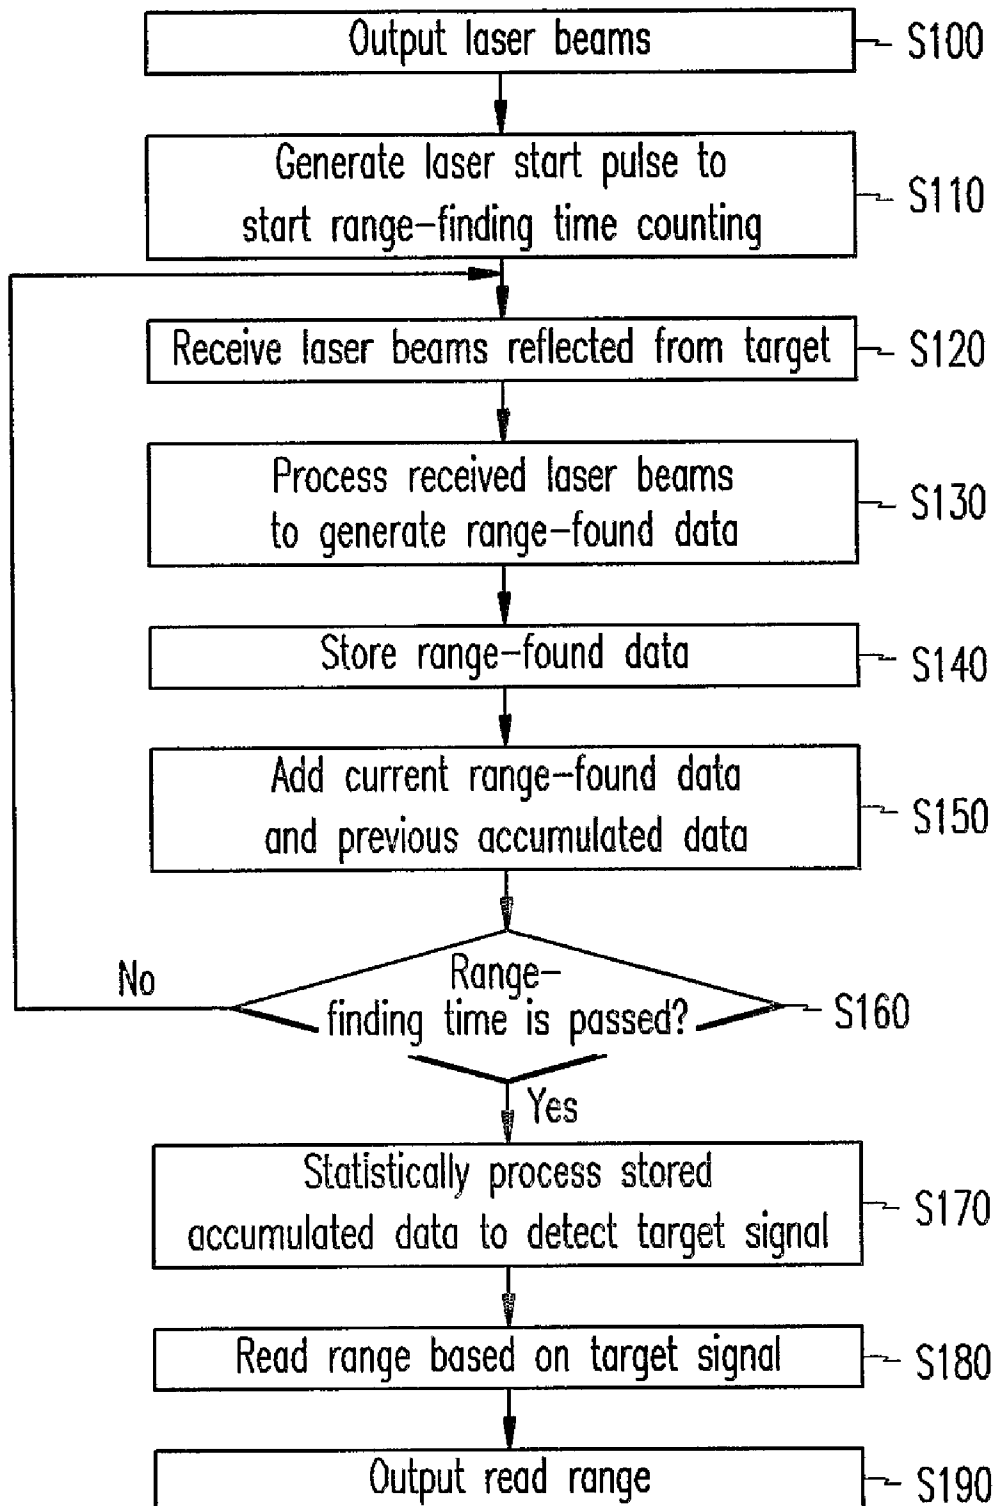 Output laser beams
S100
Generate laser start pulse to
start range-finding time counting
S110
Receive laser beams reflected from target
S120
Process received laser beams
to generate range-found data
S130
Store range-found data
S140
Add current range-found data
and previous accumulated data
S150
No
Range-
finding time is passed?
S160
Yes
Statistically process stored
accumulated data to detect target signal
S170
Read range based on target signal
S180
Output read range
S190